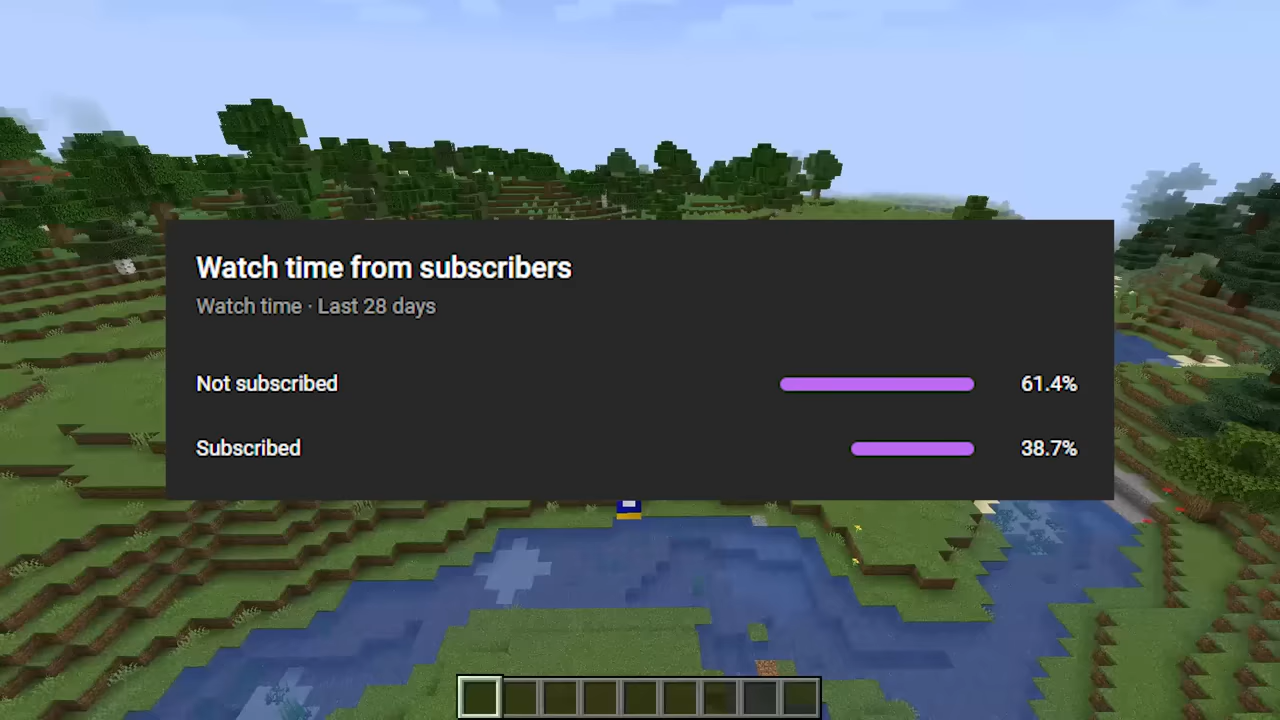 Watch time from subscribers
Watch time · Last 28 days
Not subscribed 61.4%
Subscribed 38.7%